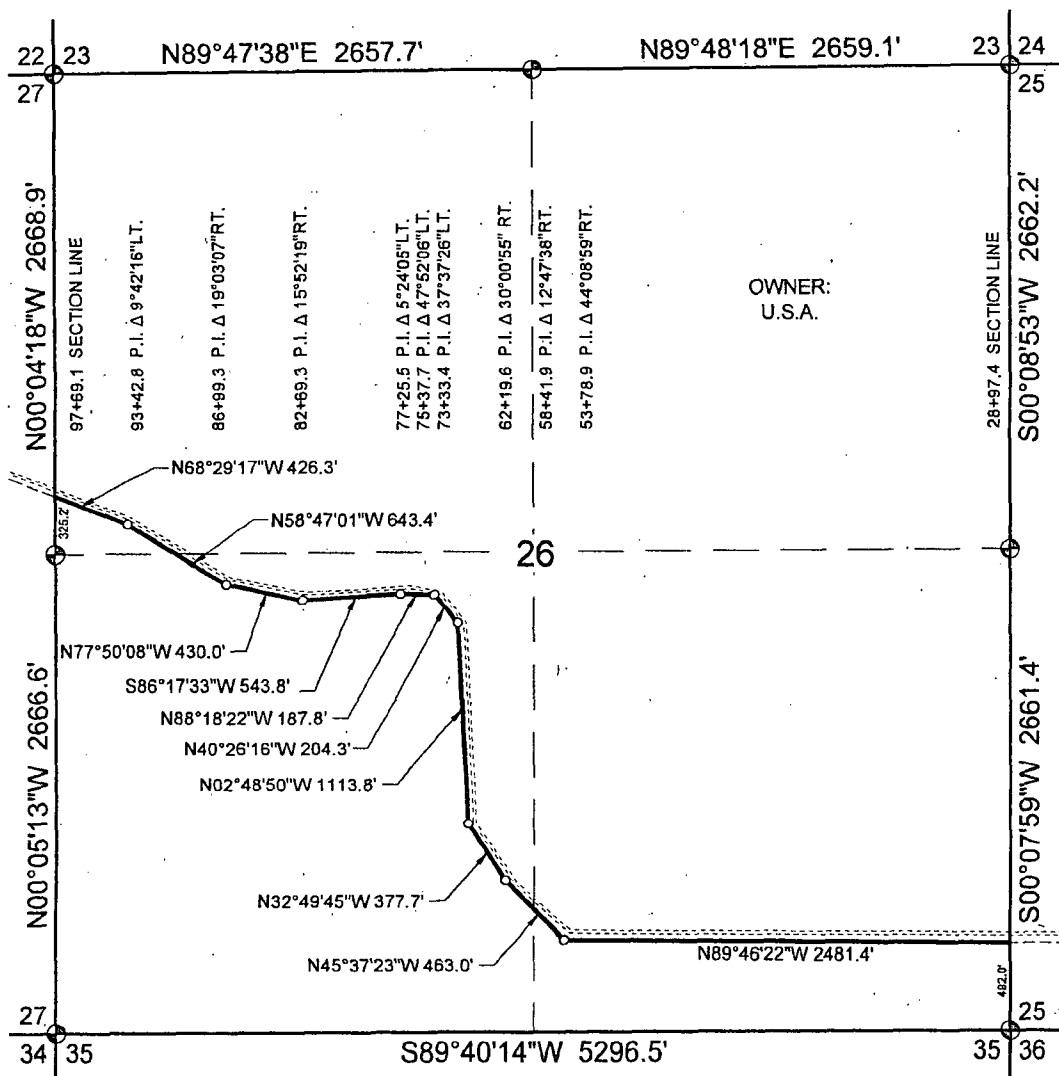 22 23
N89°47'38"E 2657.7'
N89°48'18"E 2659.1'
23 24
27
25
N00°04'18"W 2668.9'
97+69.1 SECTION LINE
93+42.8 P.I. Δ 9°42'16"LT.
86+99.3 P.I. Δ 19°03'07"RT.
82+69.3 P.I. Δ 15°52'19"RT.
77+25.5 P.I. Δ 5°24'05"LT.
75+37.7 P.I. Δ 47°52'06"LT.
73+33.4 P.I. Δ 37°37'26"LT.
62+19.6 P.I. Δ 30°00'55" RT.
58+41.9 P.I. Δ 12°47'38"RT.
53+78.9 P.I. Δ 44°08'59"RT.
OWNER:
U.S.A.
28+97.4 SECTION LINE
S00°08'53"W 2662.2'
N68°29'17"W 426.3'
325.2'
N58°47'01"W 643.4'
26
N77°50'08"W 430.0'
S86°17'33"W 543.8'
N88°18'22"W 187.8'
N40°26'16"W 204.3'
N02°48'50"W 1113.8'
N00°05'13"W 2666.6'
S00°07'59"W 2661.4'
N32°49'45"W 377.7'
N45°37'23"W 463.0'
N89°46'22"W 2481.4'
492.0'
27
25
34 35
S89°40'14"W 5296.5'
35 36